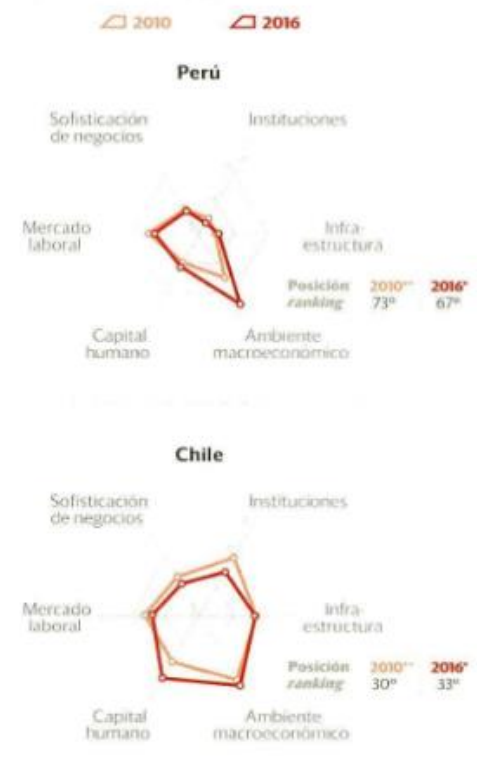 2010 2016
Perú
Sofisticación
de negocios
Instituciones
Mercado
laboral
Infra-
estructura
Posición 2010** 2016*
ranking 73º 67º
Capital
humano
Ambiente
macroeconómico
Chile
Sofisticación
de negocios
Instituciones
Mercado
laboral
Infra-
estructura
Posición 2010** 2016*
ranking 30º 33º
Capital
humano
Ambiente
macroeconómico